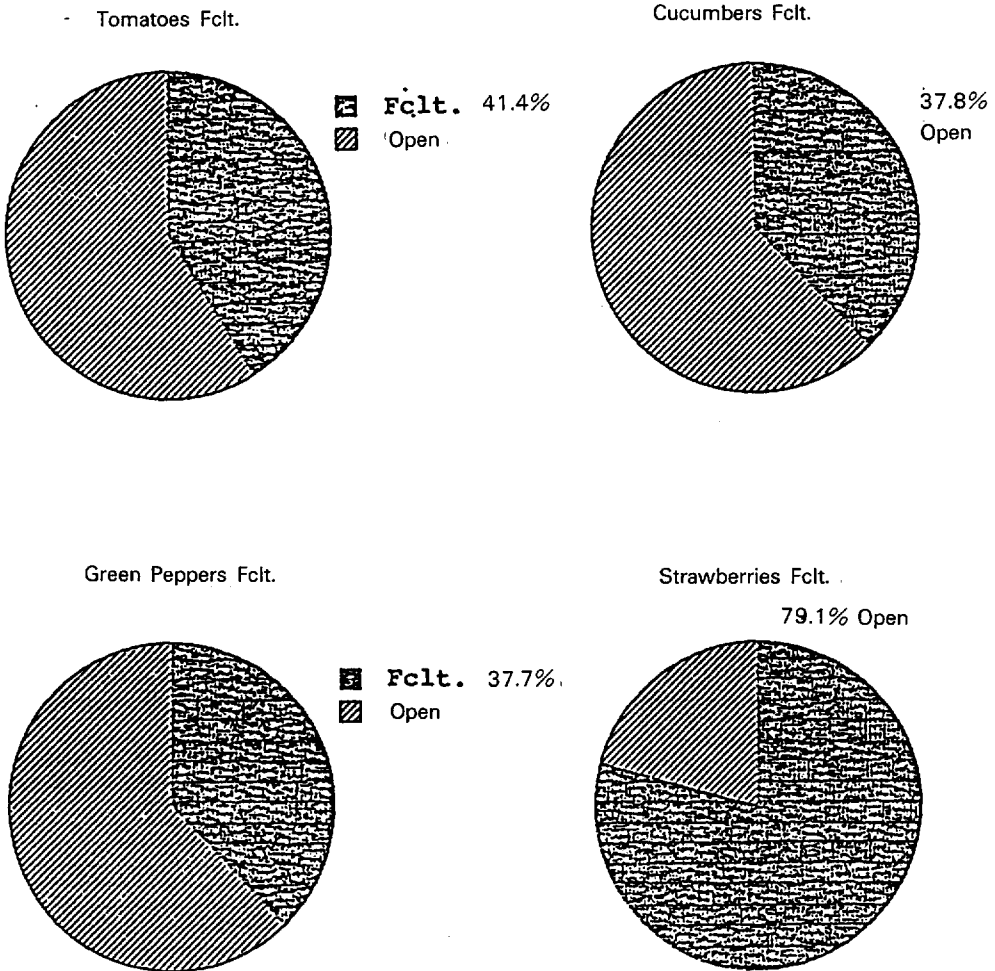 Tomatoes Fclt.
Fclt. 41.4%
Open
Cucumbers Fclt.
37.8%
Open
Green Peppers Fclt.
Fclt. 37.7%
Open
Strawberries Fclt.
79.1% Open